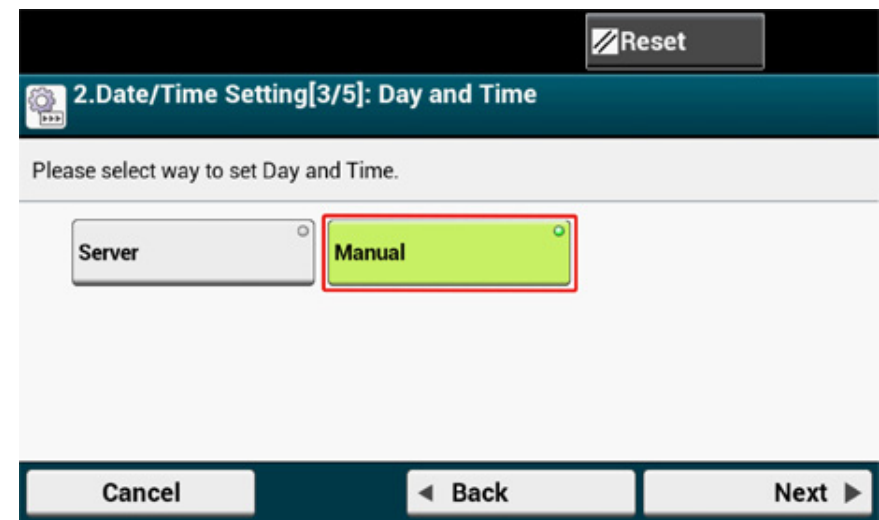 Reset
2.Date/Time Setting[3/5]: Day and Time
Please select way to set Day and Time.
Server
Manual
Cancel
Back
Next